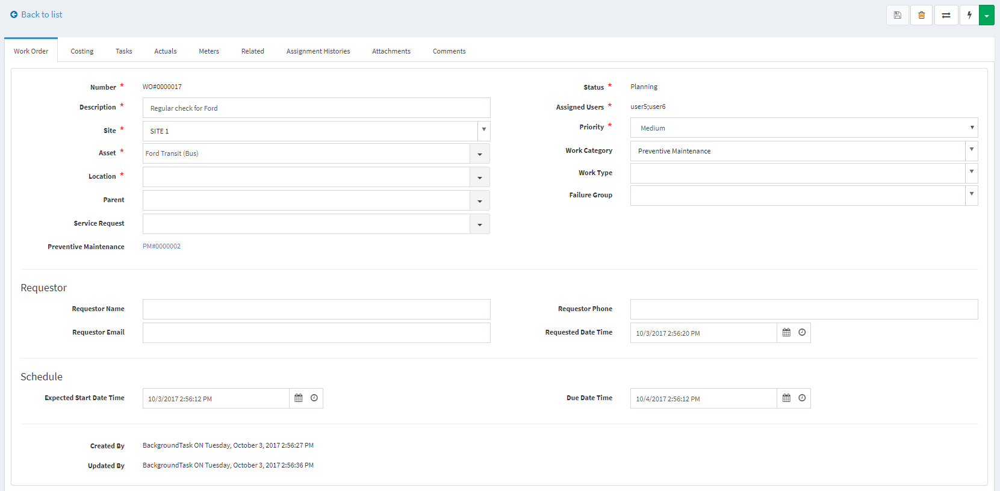 Back to list
Work Order Costing Tasks Actuals Meters Related Assignment Histories Attachments Comments
Number * WO#0000017
Status * Planning
Description * Regular check for Ford
Assigned Users * user5;user6
Site * SITE 1
Priority * Medium
Asset * Ford Transit (Bus)
Work Category Preventive Maintenance
Location *
Work Type
Parent
Failure Group
Service Request
Preventive Maintenance PM#0000002
Requestor
Requestor Name
Requestor Phone
Requestor Email
Requested Date Time 10/3/2017 2:56:20 PM
Schedule
Expected Start Date Time 10/3/2017 2:56:12 PM
Due Date Time 10/4/2017 2:56:12 PM
Created By BackgroundTask ON Tuesday, October 3, 2017 2:56:27 PM
Updated By BackgroundTask ON Tuesday, October 3, 2017 2:56:36 PM